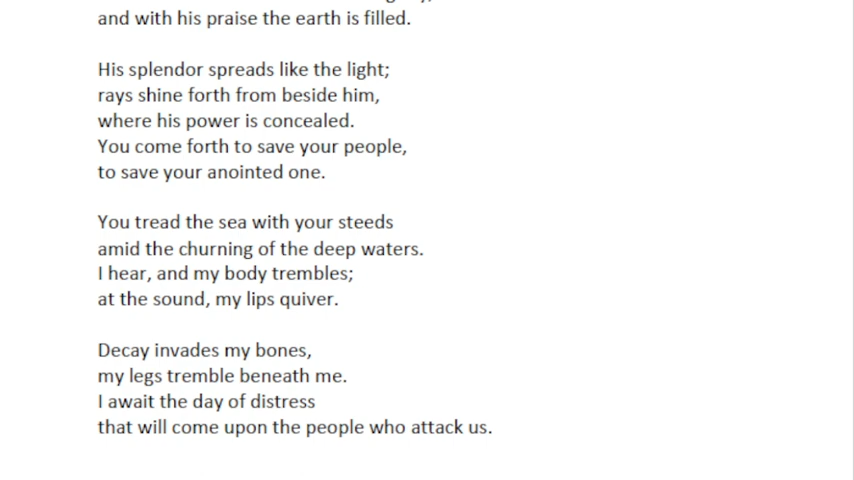 and with his praise the earth is filled.
His splendor spreads like the light;
rays shine forth from beside him,
where his power is concealed.
You come forth to save your people,
to save your anointed one.
You tread the sea with your steeds
amid the churning of the deep waters.
I hear, and my body trembles;
at the sound, my lips quiver.
Decay invades my bones,
my legs tremble beneath me.
I await the day of distress
that will come upon the people who attack us.